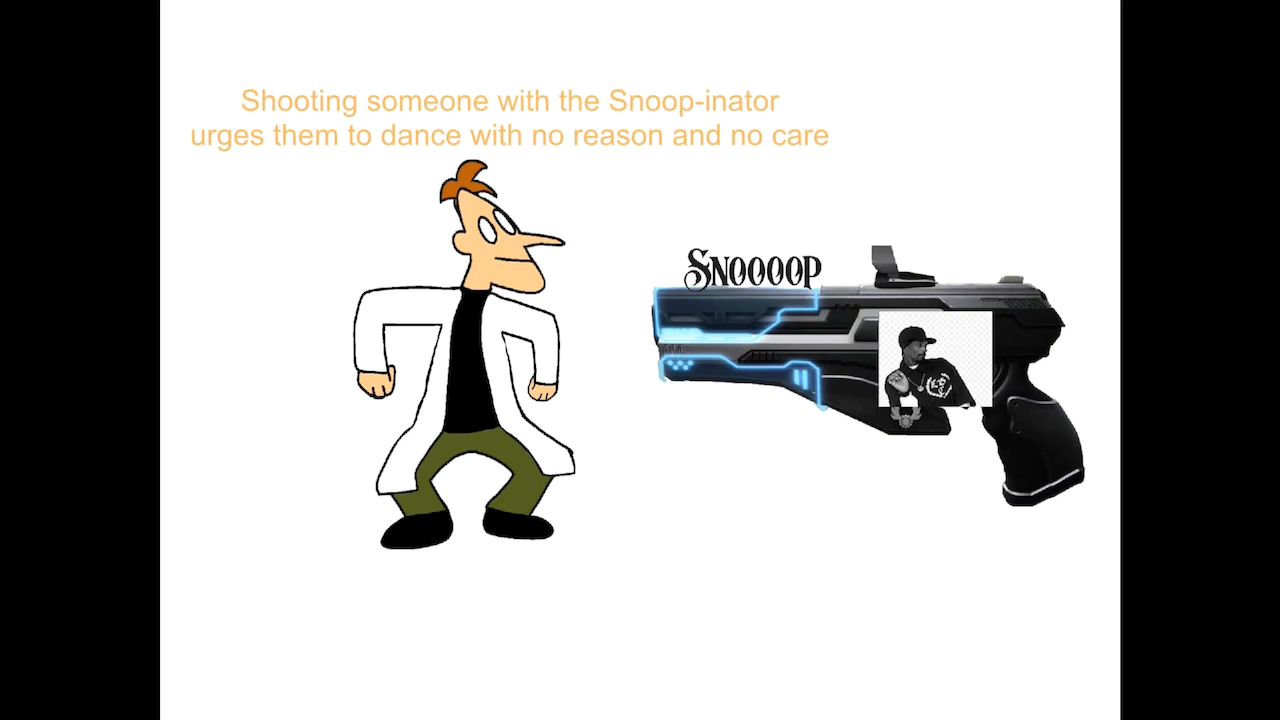 Shooting someone with the Snoop-inator
urges them to dance with no reason and no care
SNOOOOP